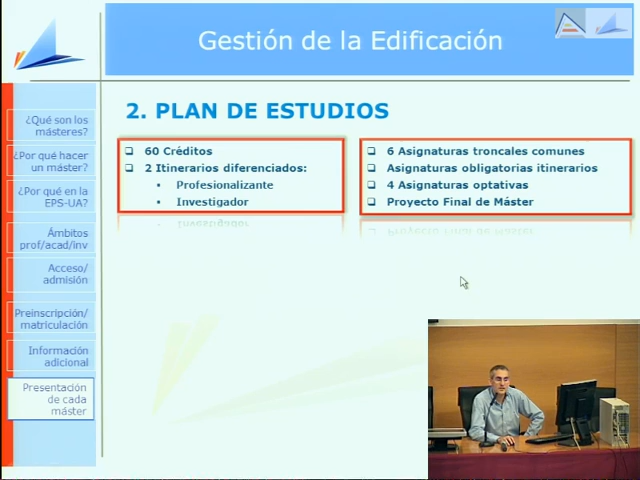 Gestión de la Edificación
2. PLAN DE ESTUDIOS
¿Qué son los
másteres?
¿Por qué hacer
un máster?
¿Por qué en la
EPS-UA?
Ámbitos
prof/acad/inv
Acceso/
admisión
Preinscripción/
matriculación
Información
adicional
Presentación
de cada
máster
❑ 60 Créditos
❑ 2 Itinerarios diferenciados:
• Profesionalizante
• Investigador
❑ 6 Asignaturas troncales comunes
❑ Asignaturas obligatorias itinerarios
❑ 4 Asignaturas optativas
❑ Proyecto Final de Máster